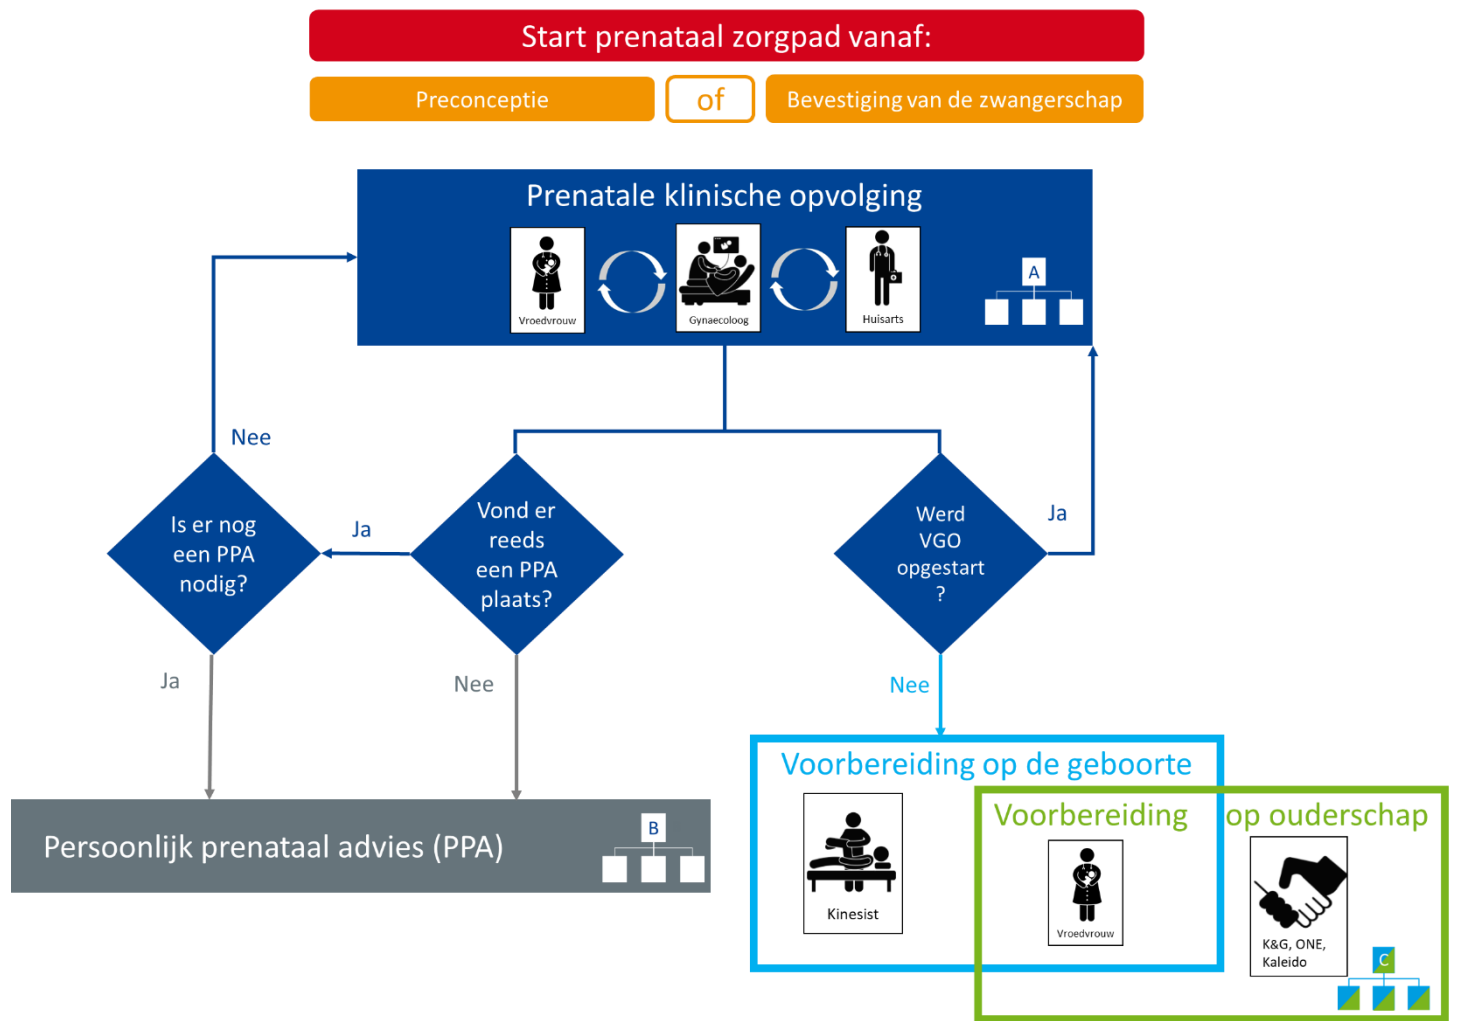 Start prenataal zorgpad vanaf:
Preconceptie
of
Bevestiging van de zwangerschap
Prenatale klinische opvolging
Vroedvrouw
Gynaecoloog
Huisarts
A
Nee
Is er nog
een PPA
nodig?
Ja
Vond er
reeds
een PPA
plaats?
Werd
VGO
opgestart
?
Ja
Ja
Nee
Nee
Persoonlijk prenataal advies (PPA)
B
Voorbereiding op de geboorte
Kinesist
Voorbereiding op ouderschap
Vroedvrouw
K&G, ONE,
Kaleido
C